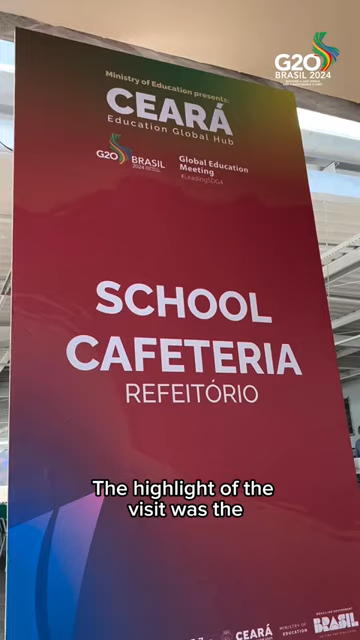 G20
BRASIL 2024
Ministry of Education presents:
CEARÁ
Education Global Hub
G20 BRASIL
2024
Global Education
Meeting
#LeadingSDG4
SCHOOL
CAFETERIA
REFEITÓRIO
The highlight of the
visit was the
CEARÁ
MINISTRY OF
EDUCATION
BRASIL